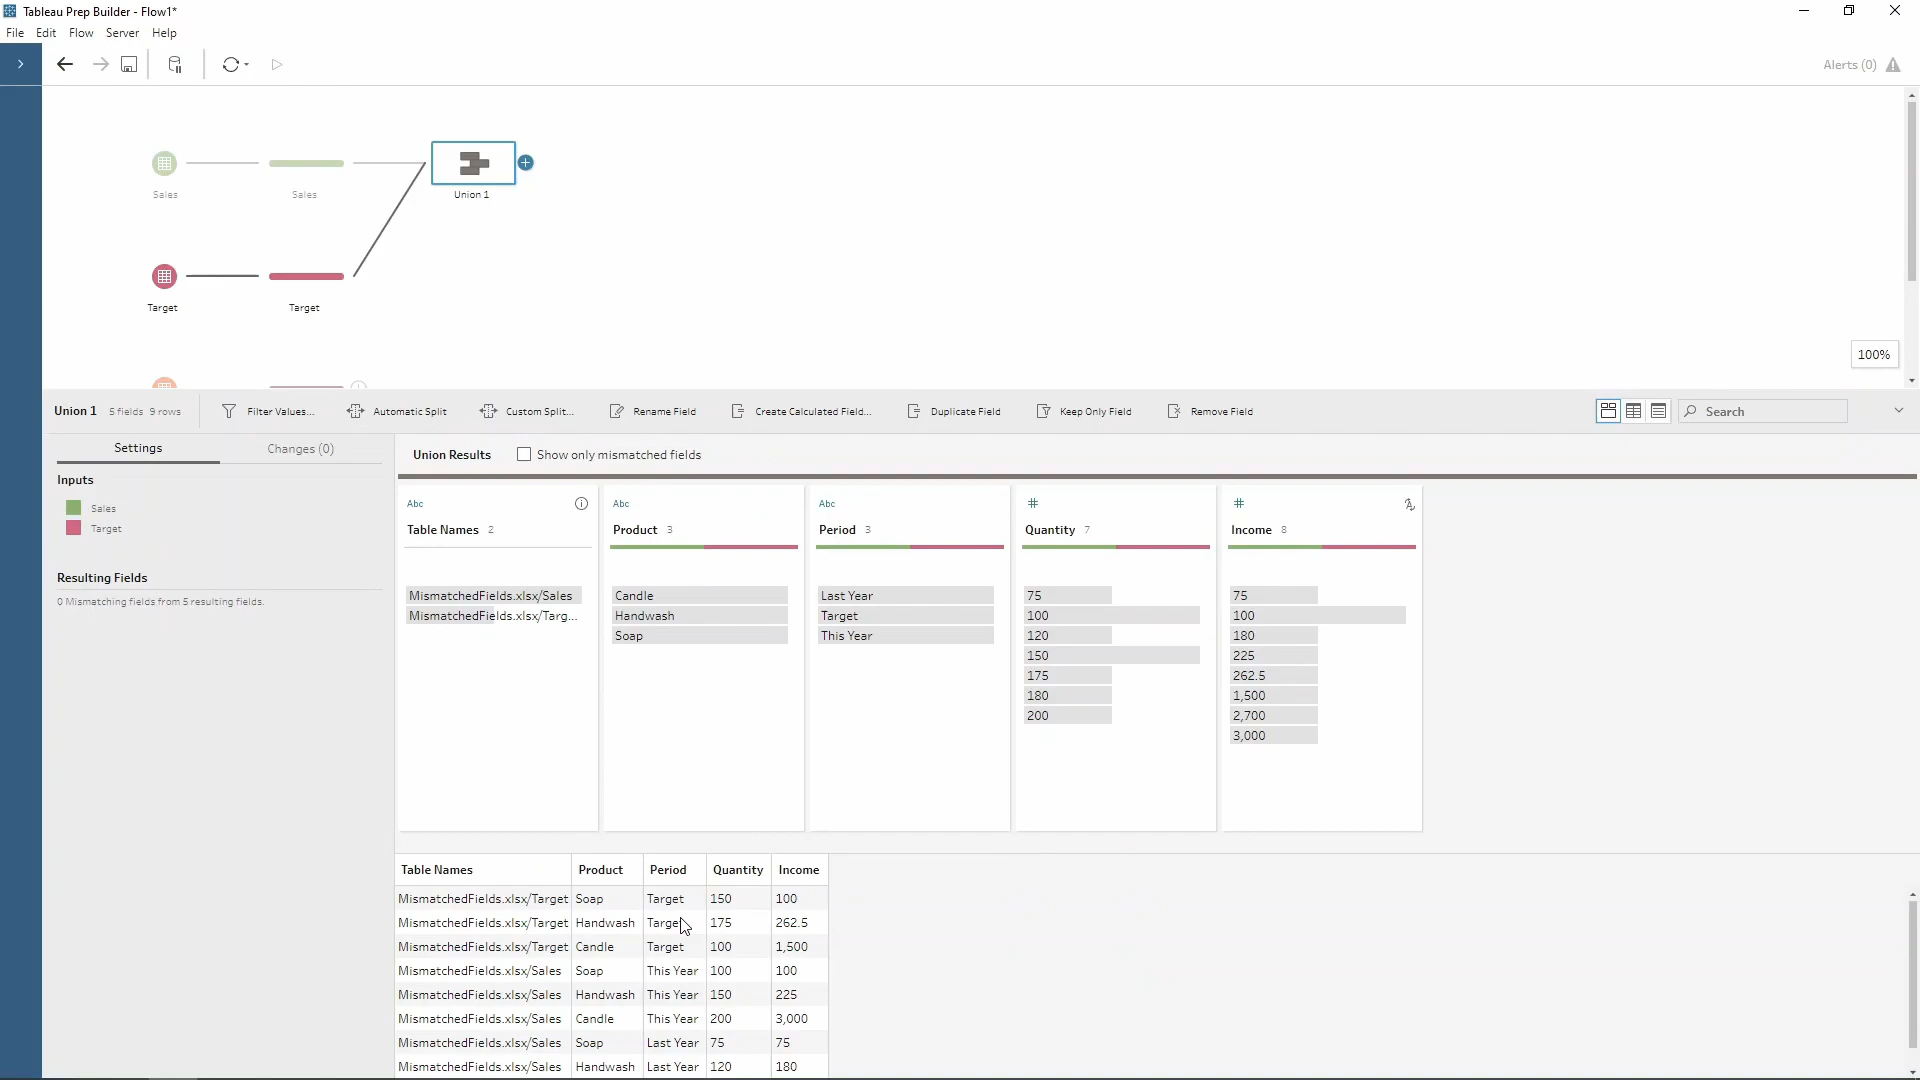 Tableau Prep Builder - Flow1*
File Edit Flow Server Help
Alerts (0)
Sales Sales Union 1
Target Target
100%
Union 1 5 fields 9 rows Filter Values... Automatic Split Custom Split... Rename Field Create Calculated Field... Duplicate Field Keep Only Field Remove Field Search
Settings Changes (0)
Union Results Show only mismatched fields
Inputs
Sales
Target
Resulting Fields
0 Mismatching fields from 5 resulting fields.
Abc
Table Names 2
MismatchedFields.xlsx/Sales
MismatchedFields.xlsx/Targ...
Abc
Product 3
Candle
Handwash
Soap
Abc
Period 3
Last Year
Target
This Year
#
Quantity 7
75
100
120
150
175
180
200
#
Income 8
75
100
180
225
262.5
1,500
2,700
3,000
Table Names Product Period Quantity Income
MismatchedFields.xlsx/Target Soap Target 150 100
MismatchedFields.xlsx/Target Handwash Target 175 262.5
MismatchedFields.xlsx/Target Candle Target 100 1,500
MismatchedFields.xlsx/Sales Soap This Year 100 100
MismatchedFields.xlsx/Sales Handwash This Year 150 225
MismatchedFields.xlsx/Sales Candle This Year 200 3,000
MismatchedFields.xlsx/Sales Soap Last Year 75 75
MismatchedFields.xlsx/Sales Handwash Last Year 120 180